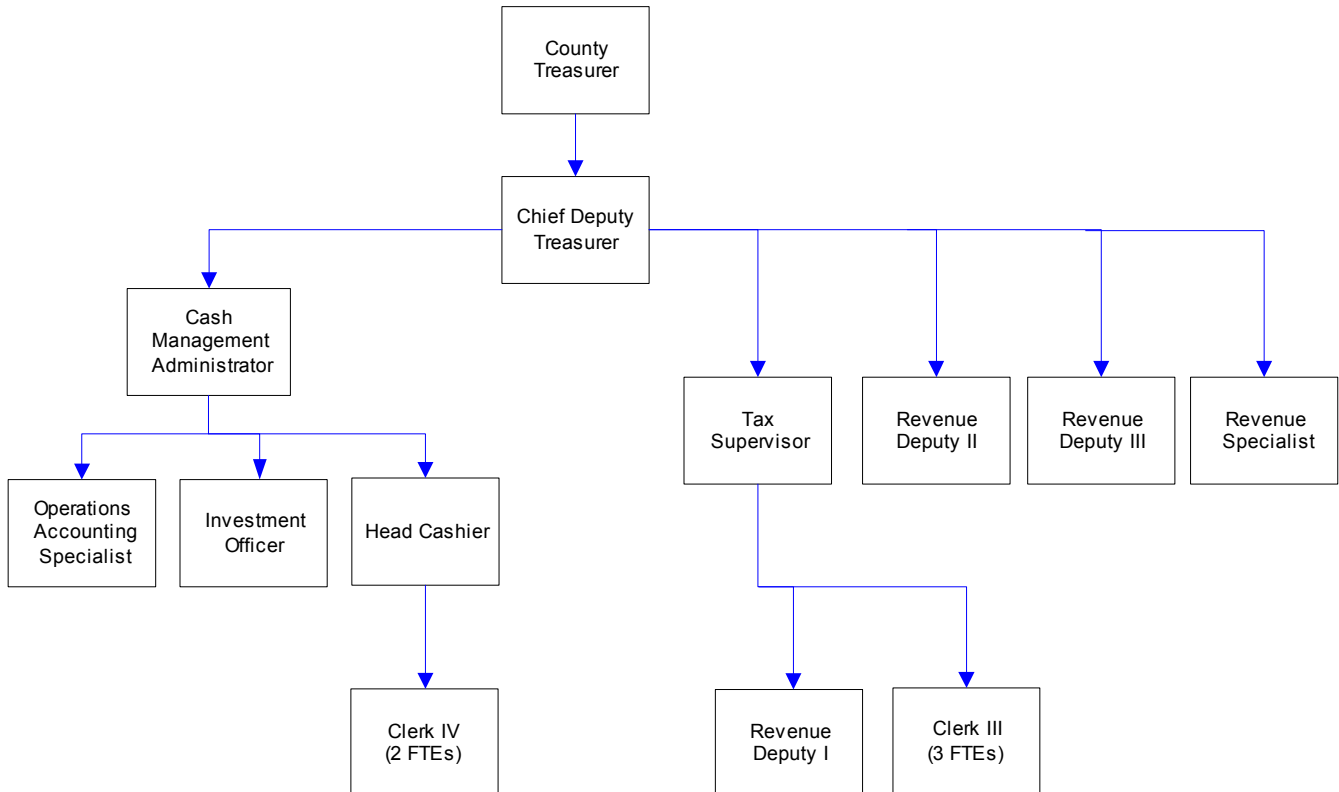 County
Treasurer
Chief Deputy
Treasurer
Cash
Management
Administrator
Tax
Supervisor
Revenue
Deputy II
Revenue
Deputy III
Revenue
Specialist
Operations
Accounting
Specialist
Investment
Officer
Head Cashier
Clerk IV
(2 FTEs)
Revenue
Deputy I
Clerk III
(3 FTEs)